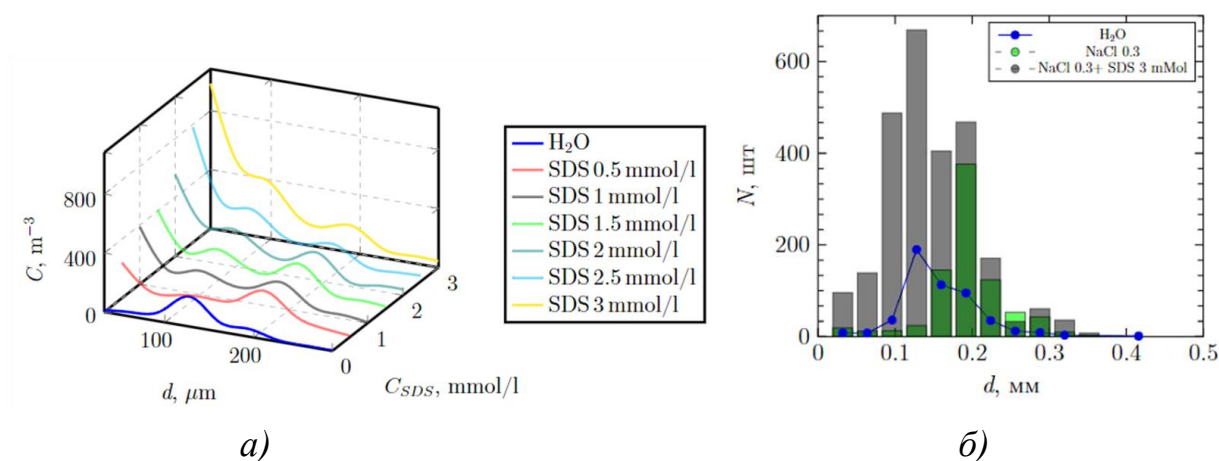 C, m⁻³
800
400
0
100
200
d, μm
0
1
2
3
C_SDS, mmol/l
H₂O
SDS 0.5 mmol/l
SDS 1 mmol/l
SDS 1.5 mmol/l
SDS 2 mmol/l
SDS 2.5 mmol/l
SDS 3 mmol/l
а)
N, шт
600
400
200
0
0
0.1
0.2
0.3
0.4
0.5
d, мм
H₂O
NaCl 0.3
NaCl 0.3+ SDS 3 mMol
б)